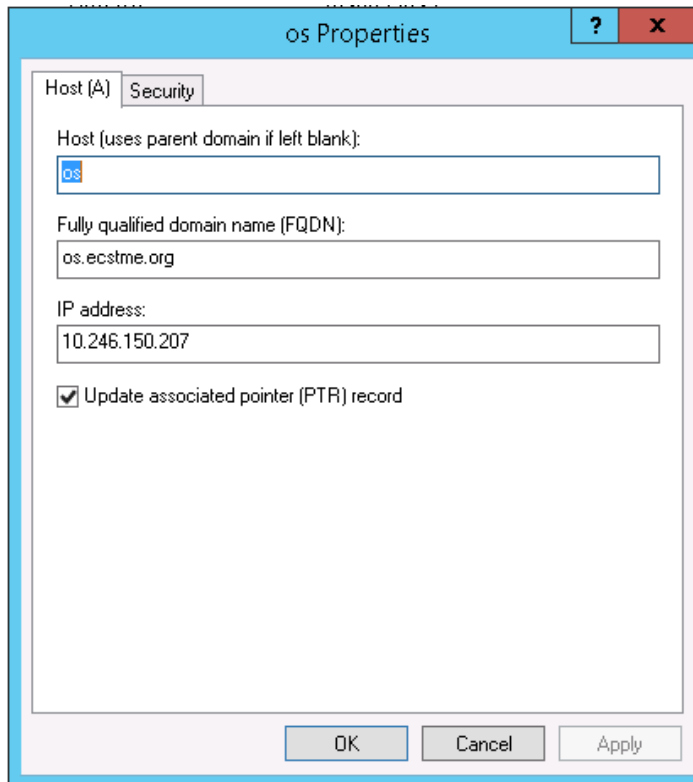 os Properties
?
x
Host (A)
Security
Host (uses parent domain if left blank):
os
Fully qualified domain name (FQDN):
os.ecstme.org
IP address:
10.246.150.207
Update associated pointer (PTR) record
OK
Cancel
Apply